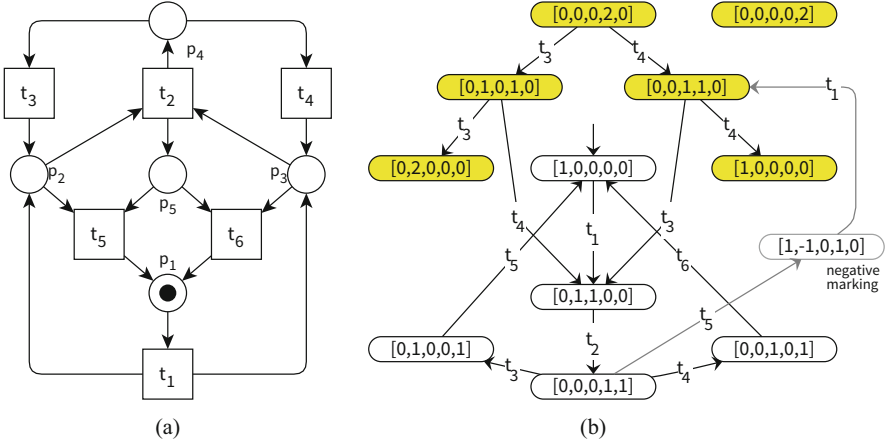 p4
t3
t2
t4
p2
p5
p3
t5
t6
p1
t1
(a)
[0,0,0,2,0]
[0,0,0,0,2]
t3
t4
[0,1,0,1,0]
[0,0,1,1,0]
t1
t3
t4
[0,2,0,0,0]
[1,0,0,0,0]
[1,0,0,0,0]
t4
t1
t3
t5
t6
[1,-1,0,1,0]
negative
marking
[0,1,1,0,0]
t5
t2
[0,1,0,0,1]
[0,0,1,0,1]
t3
t4
[0,0,0,1,1]
(b)